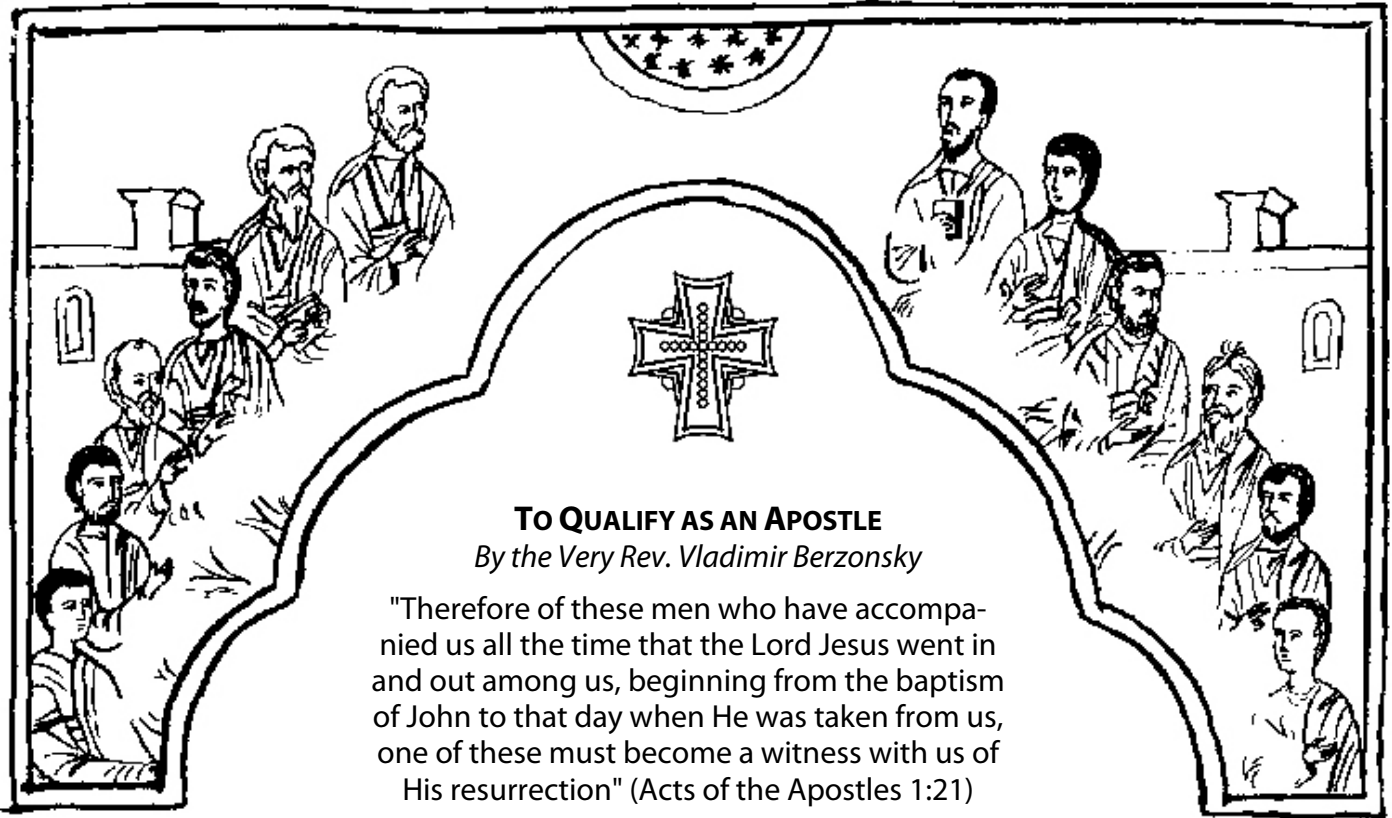 TO QUALIFY AS AN APOSTLE
By the Very Rev. Vladimir Berzonsky
"Therefore of these men who have accompa-
nied us all the time that the Lord Jesus went in
and out among us, beginning from the baptism
of John to that day when He was taken from us,
one of these must become a witness with us of
His resurrection" (Acts of the Apostles 1:21)